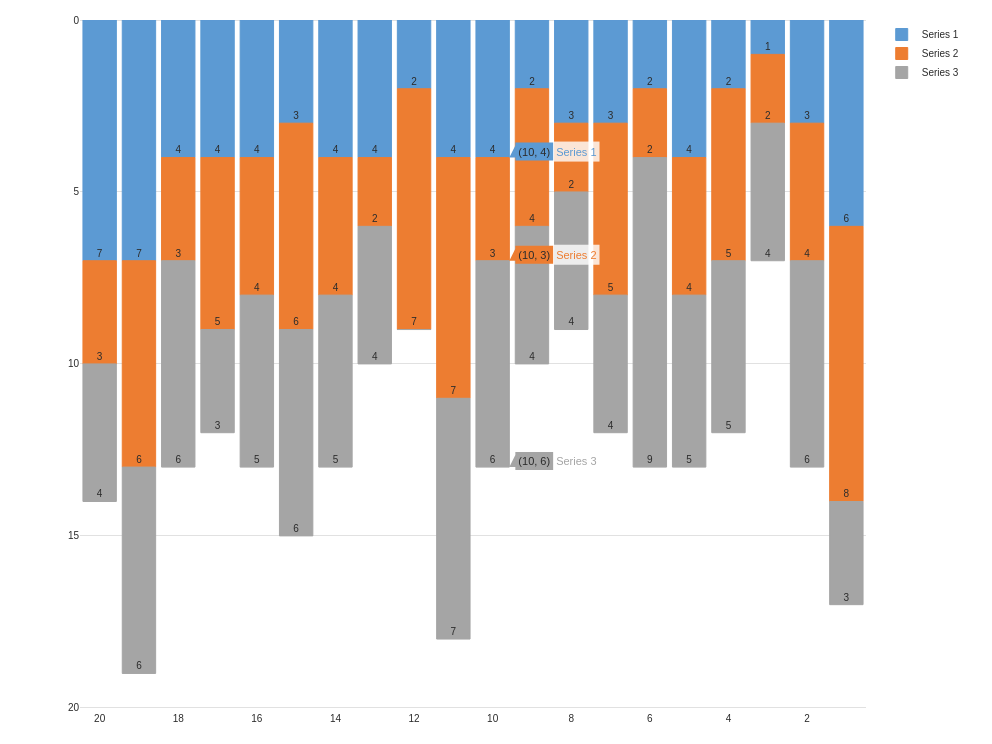 0
Series 1
Series 2
Series 3
1
2 2 2 2
3 3 3 3
4 4 4 4 4 4 4 4
(10, 4) Series 1
5
2
2
2
2
4
6
7 7 3 3 (10, 3) Series 2 5 4 4
4 4 5 4
5 6 7 4
10
3 4 4
7
3 4 5
6 6 5 5 6 (10, 6) Series 3 9 5 6
4 8
15
6
3
7
6
20
20 18 16 14 12 10 8 6 4 2